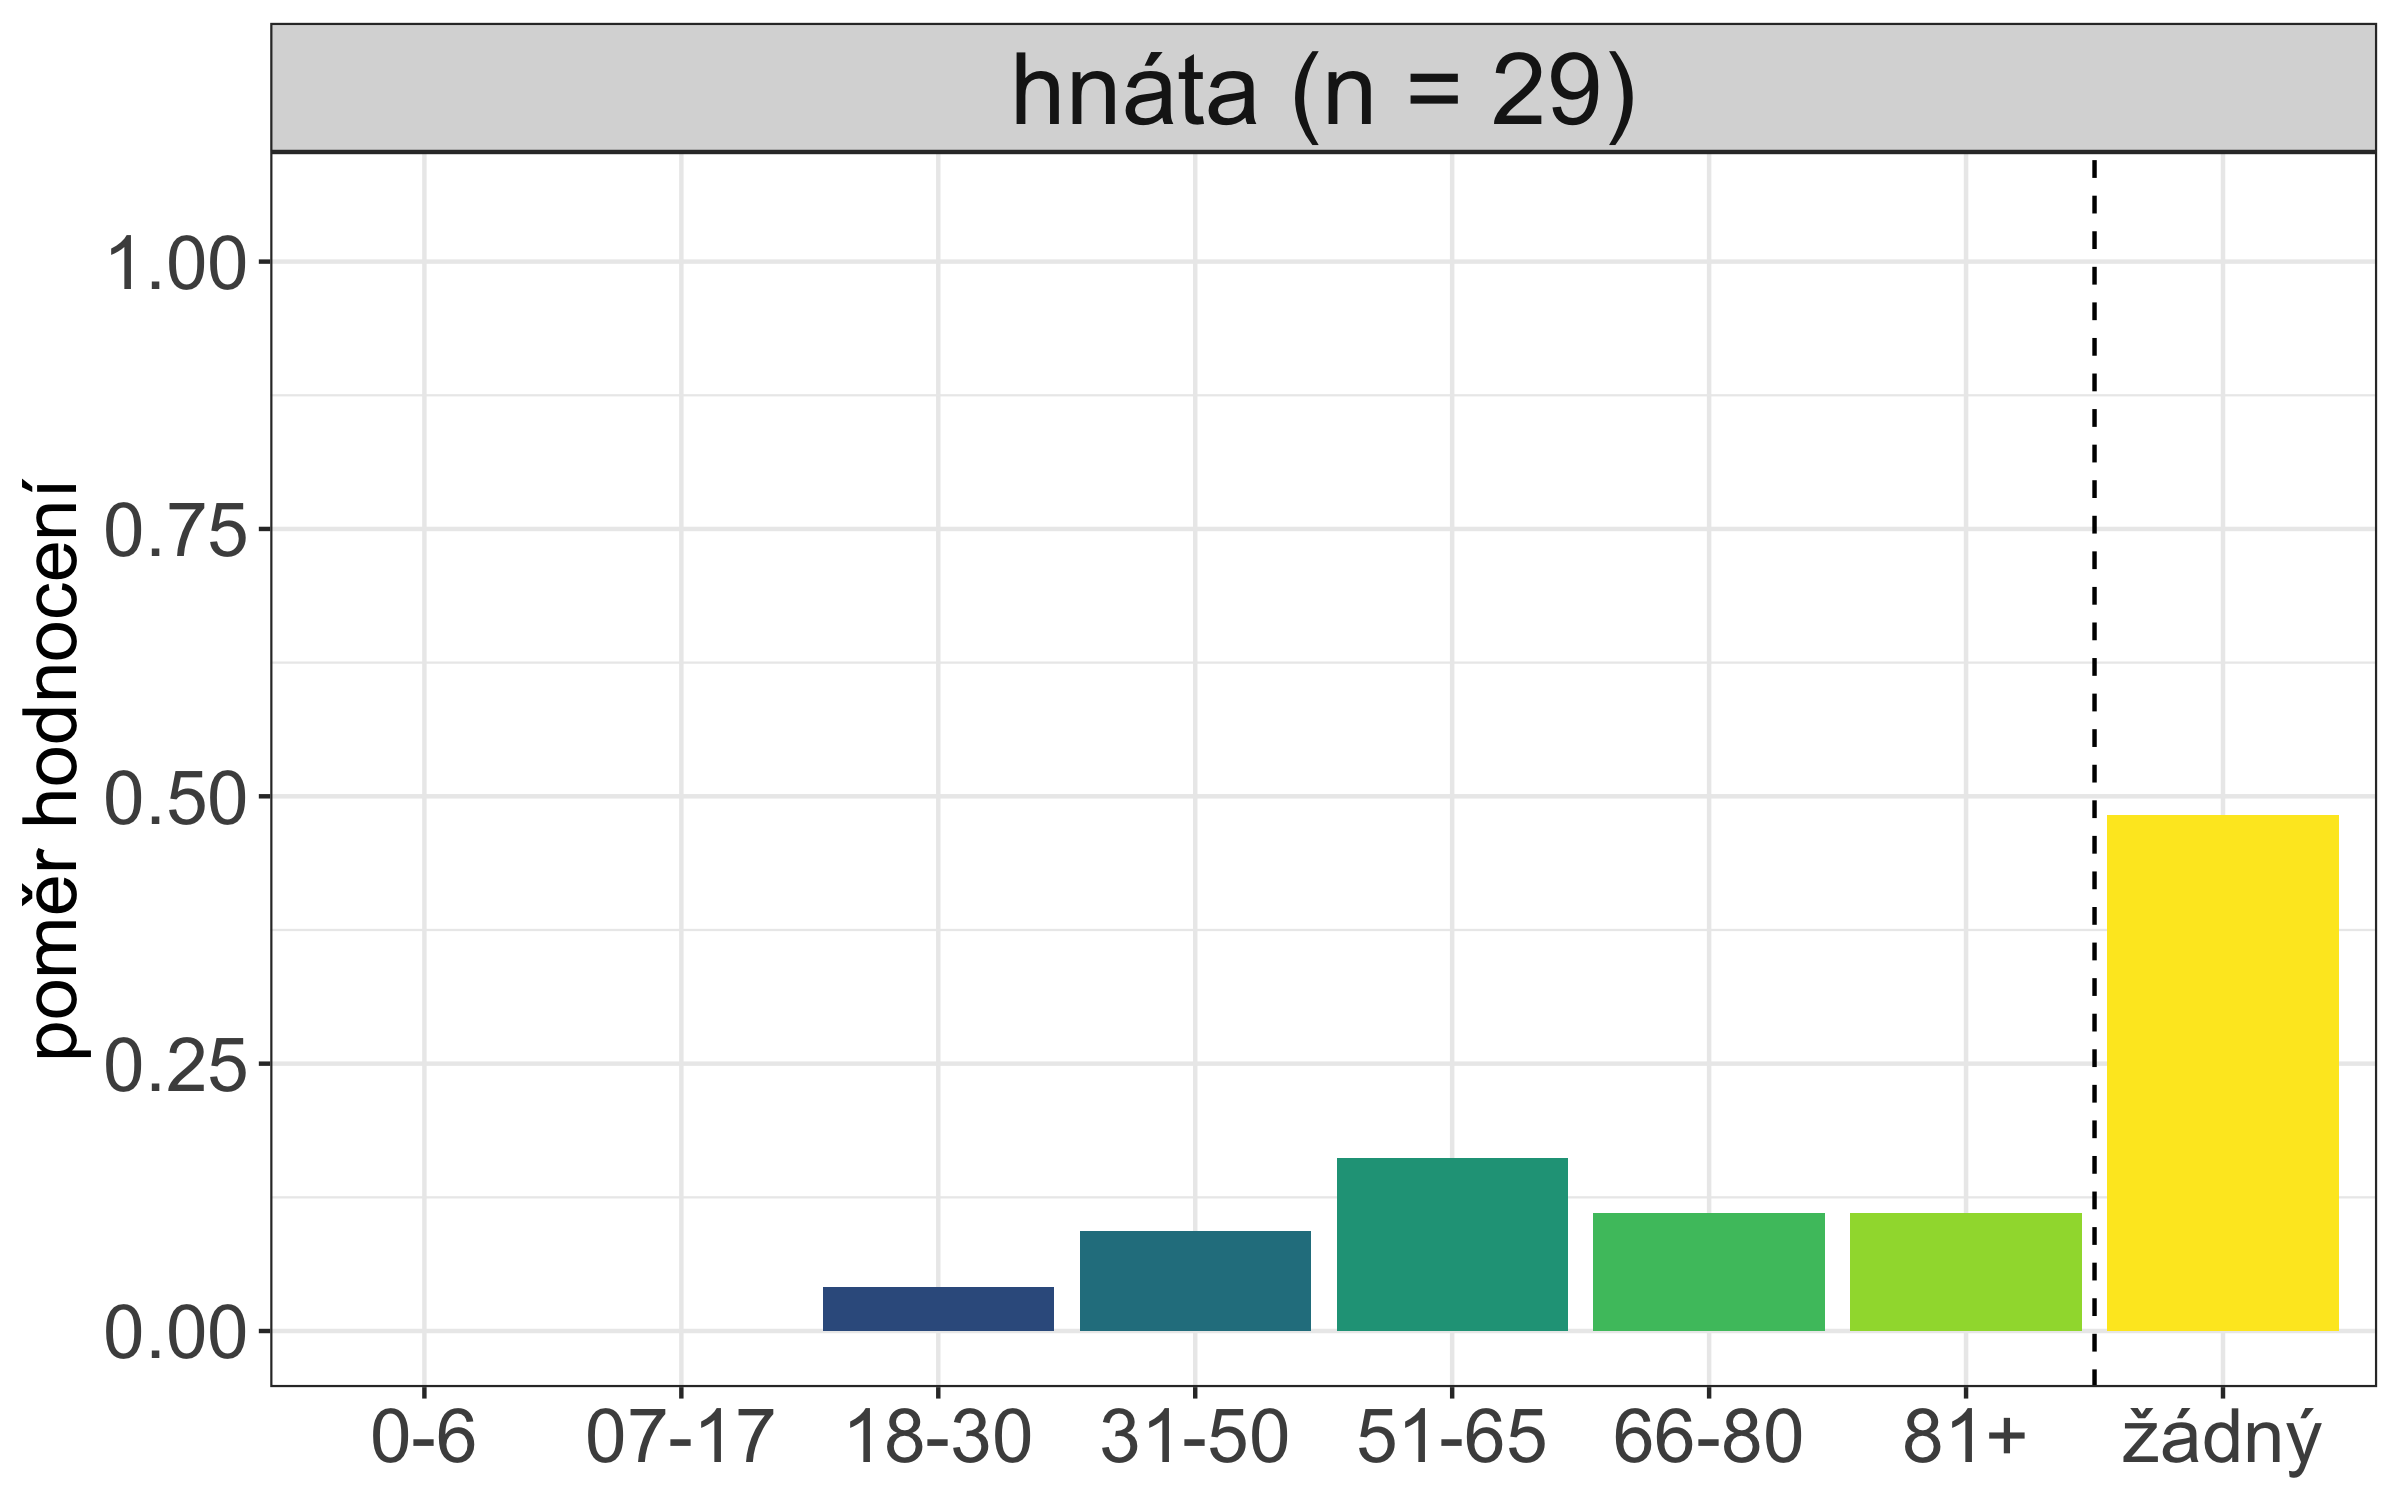 hnáta (n = 29)
poměr hodnocení
1.00
0.75
0.50
0.25
0.00
0-6 07-17 18-30 31-50 51-65 66-80 81+ žádný